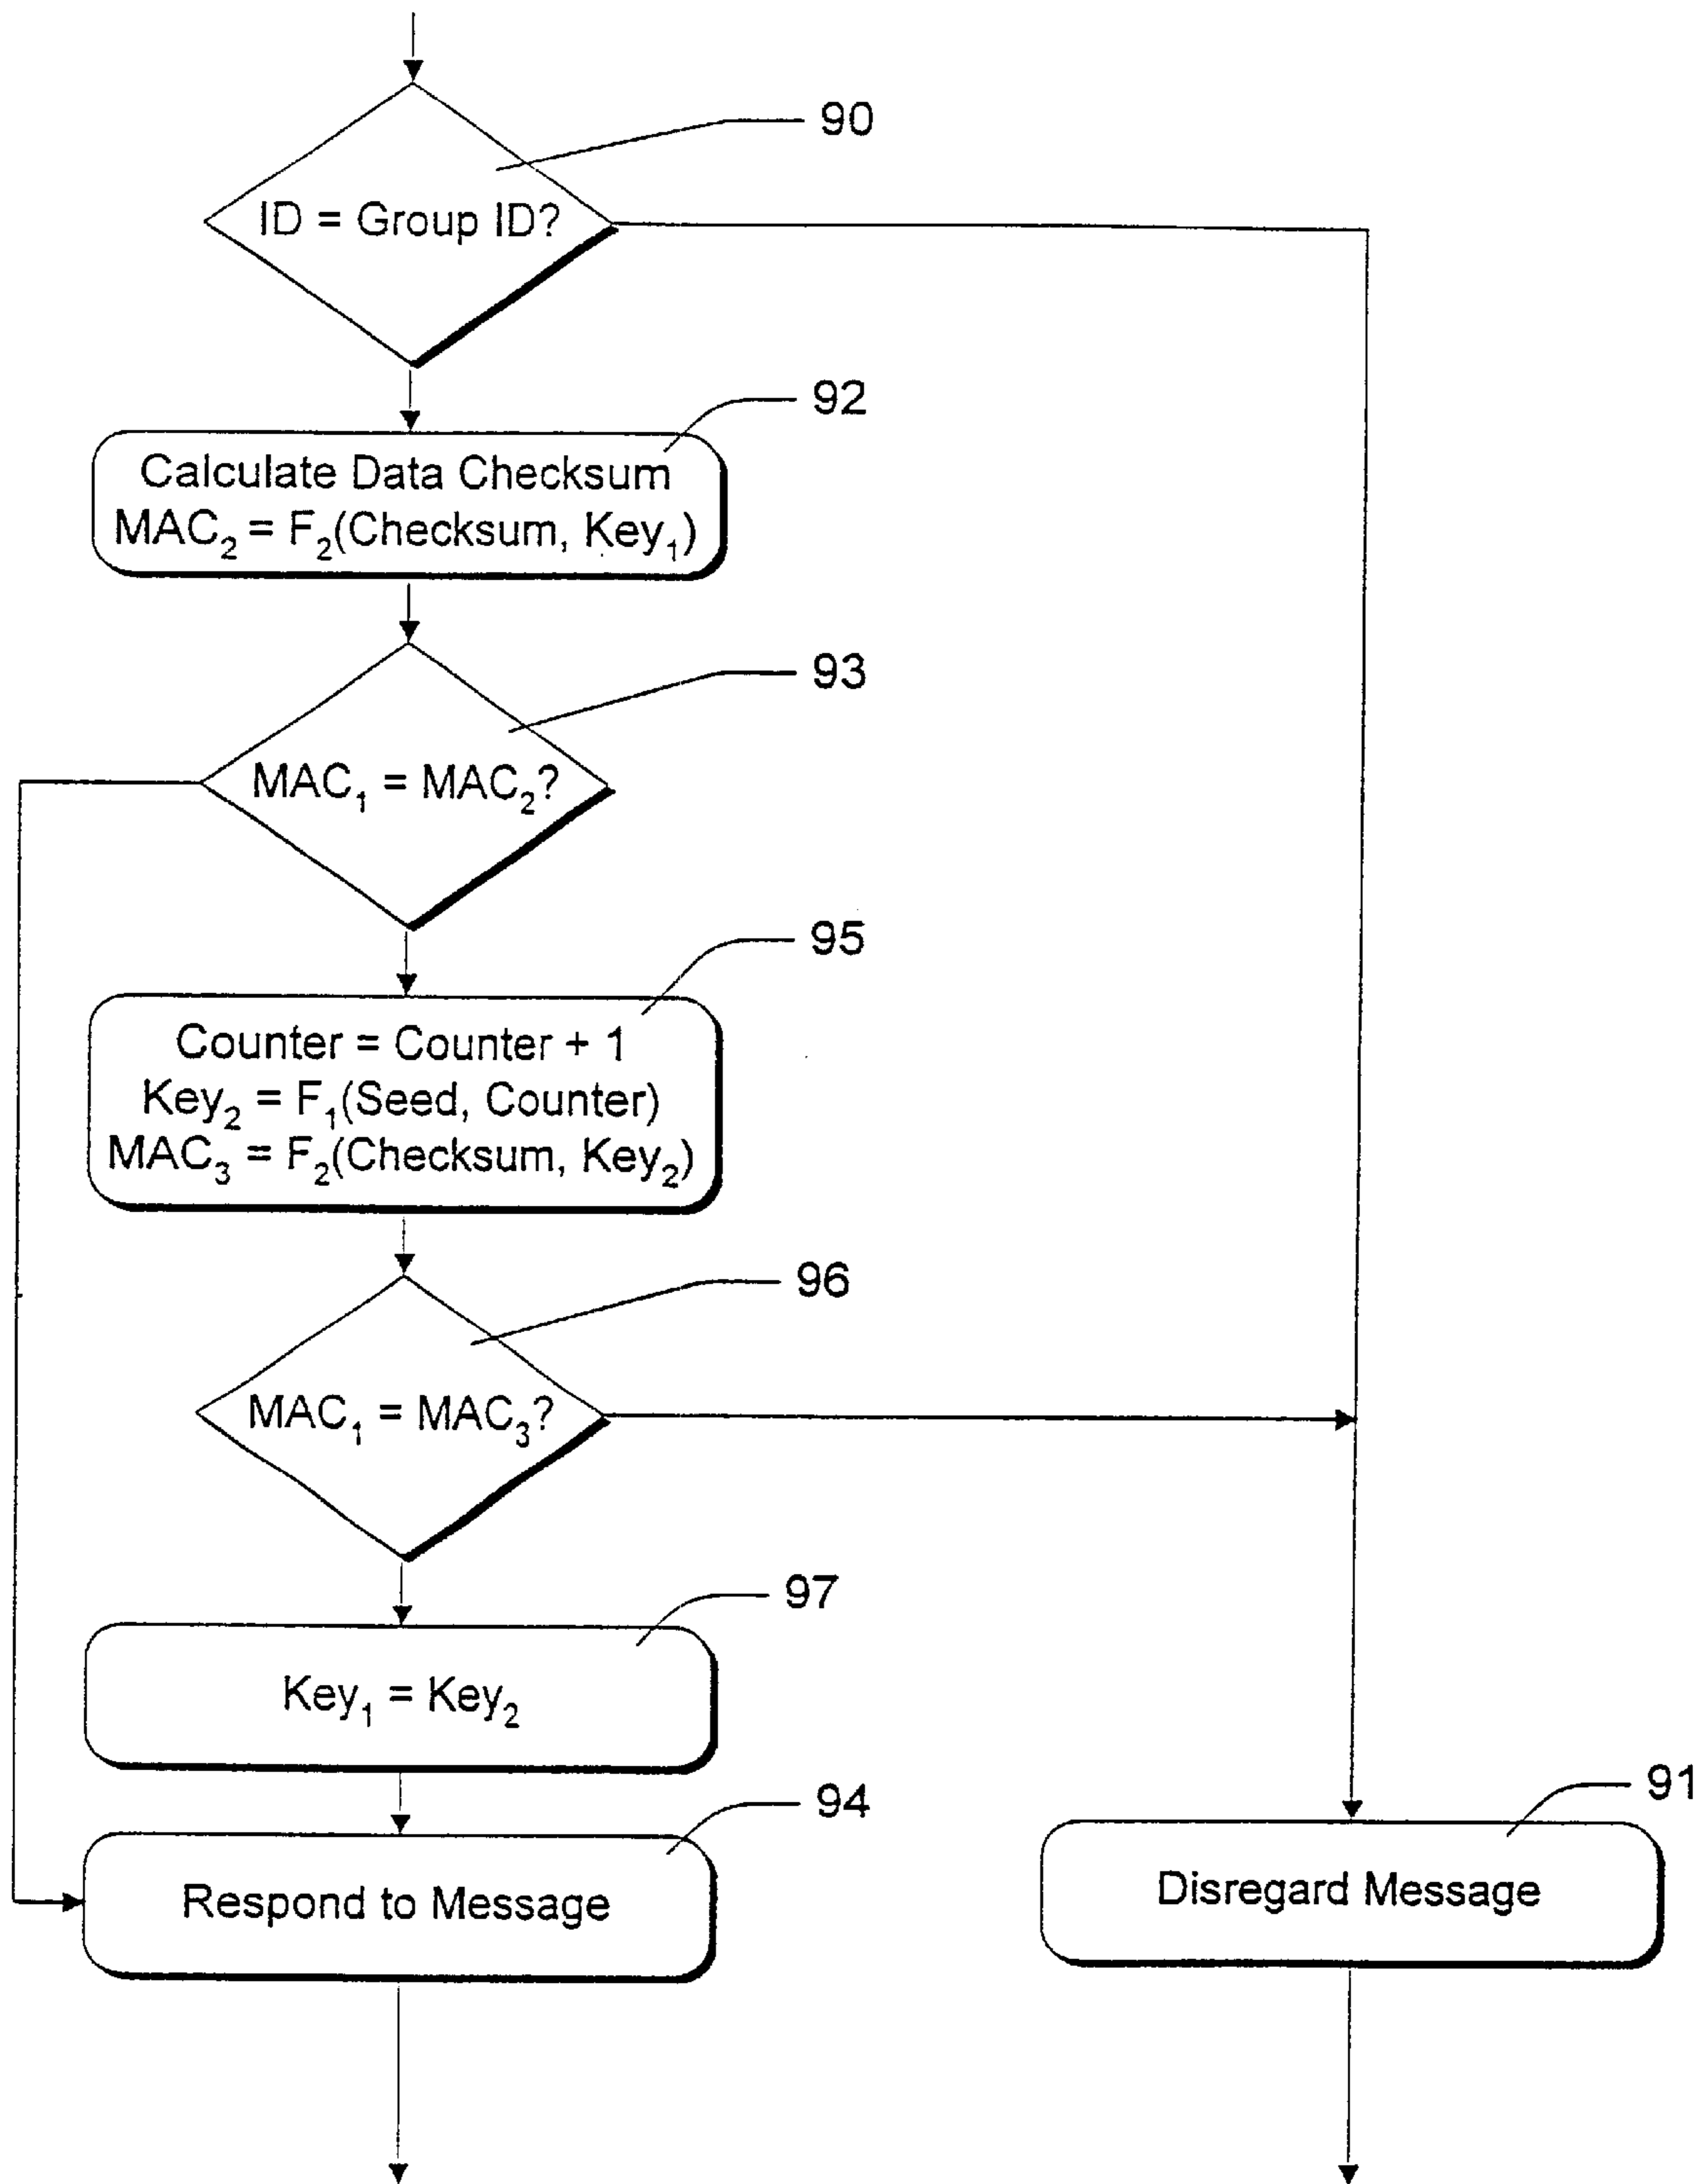 90
ID = Group ID?
92
Calculate Data Checksum
MAC₂ = F₂(Checksum, Key₁)
93
MAC₁ = MAC₂?
95
Counter = Counter + 1
Key₂ = F₁(Seed, Counter)
MAC₃ = F₂(Checksum, Key₂)
96
MAC₁ = MAC₃?
97
Key₁ = Key₂
94
Respond to Message
91
Disregard Message